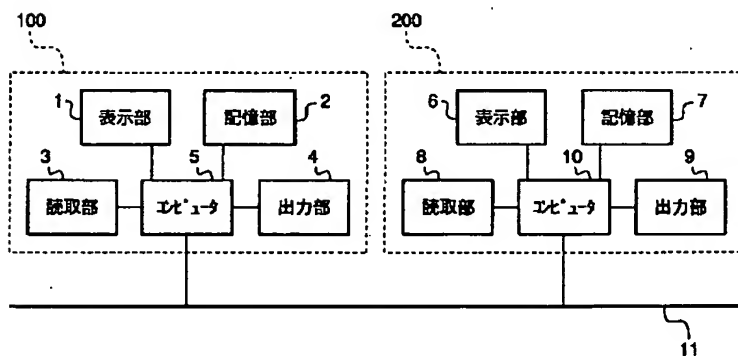 100
200
1
表示部
2
記憶部
6
表示部
7
記憶部
3
読取部
5
コンピュータ
4
出力部
8
読取部
10
コンピュータ
9
出力部
11